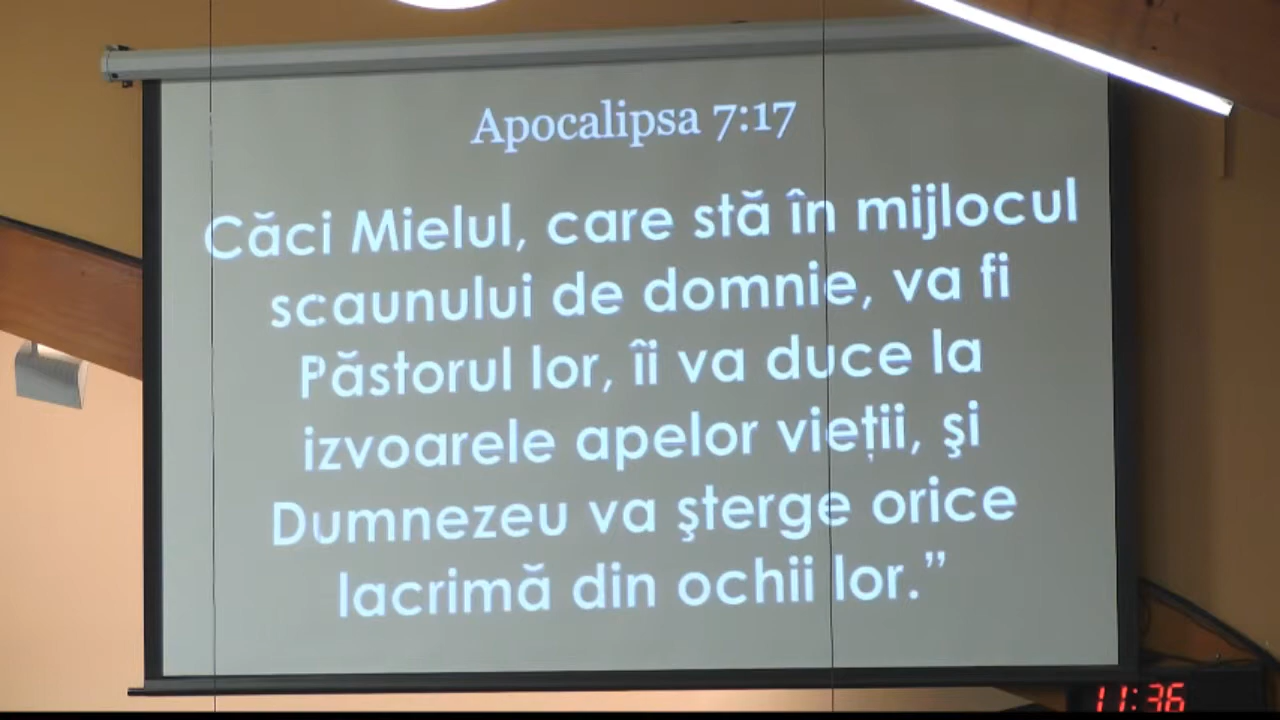 Apocalipsa 7:17
Căci Mielul, care stă în mijlocul
scaunului de domnie, va fi
Păstorul lor, îi va duce la
izvoarele apelor vieții, şi
Dumnezeu va şterge orice
lacrimă din ochii lor.”
11:36